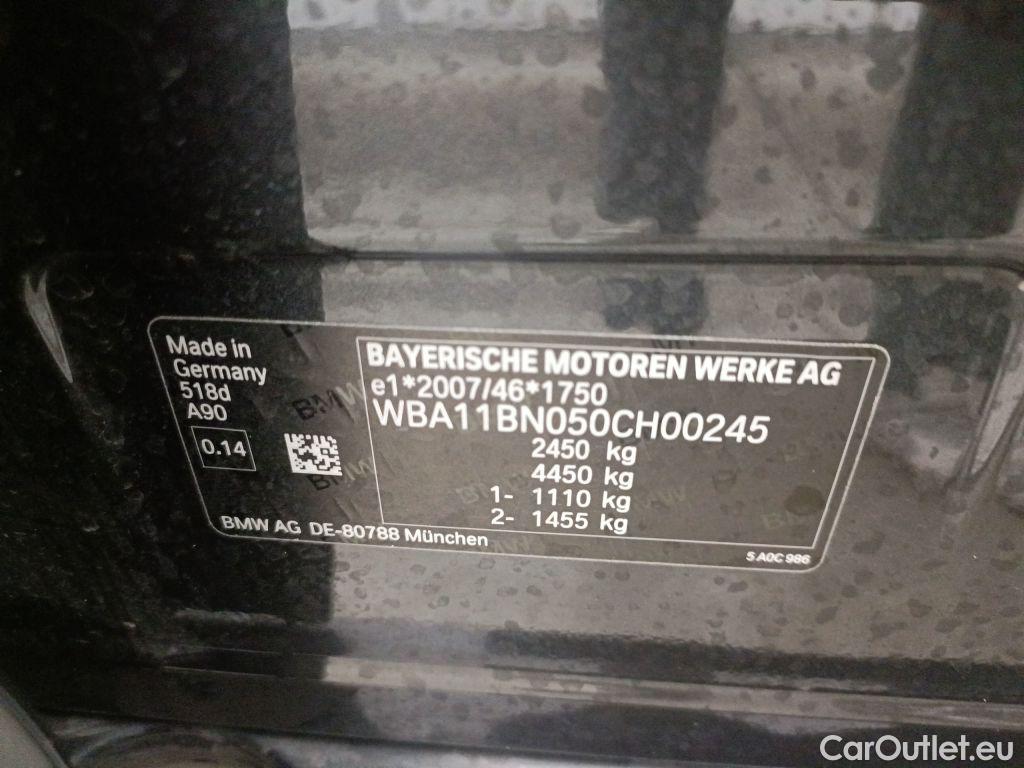 Made in
Germany
518d
A90
0.14
BAYERISCHE MOTOREN WERKE AG
e1*2007/46*1750
WBA11BN050CH00245
2450 kg
4450 kg
1- 1110 kg
2- 1455 kg
BMW AG DE-80788 München
5 A0C 986
CarOutlet.eu